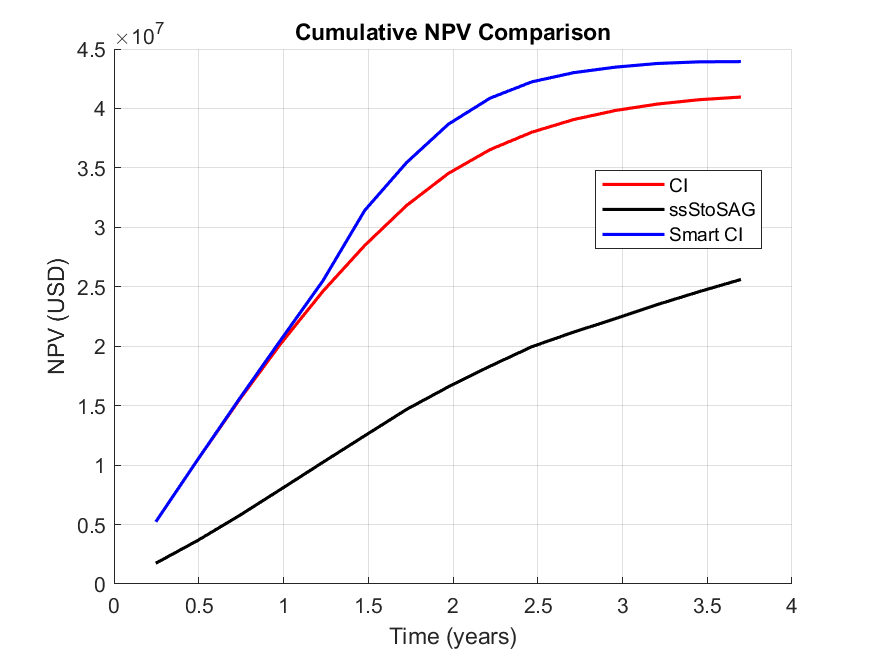 Cumulative NPV Comparison
×10^7
4.5
4
3.5
3
2.5
2
1.5
1
0.5
0
NPV (USD)
CI
ssStoSAG
Smart CI
0 0.5 1 1.5 2 2.5 3 3.5 4
Time (years)